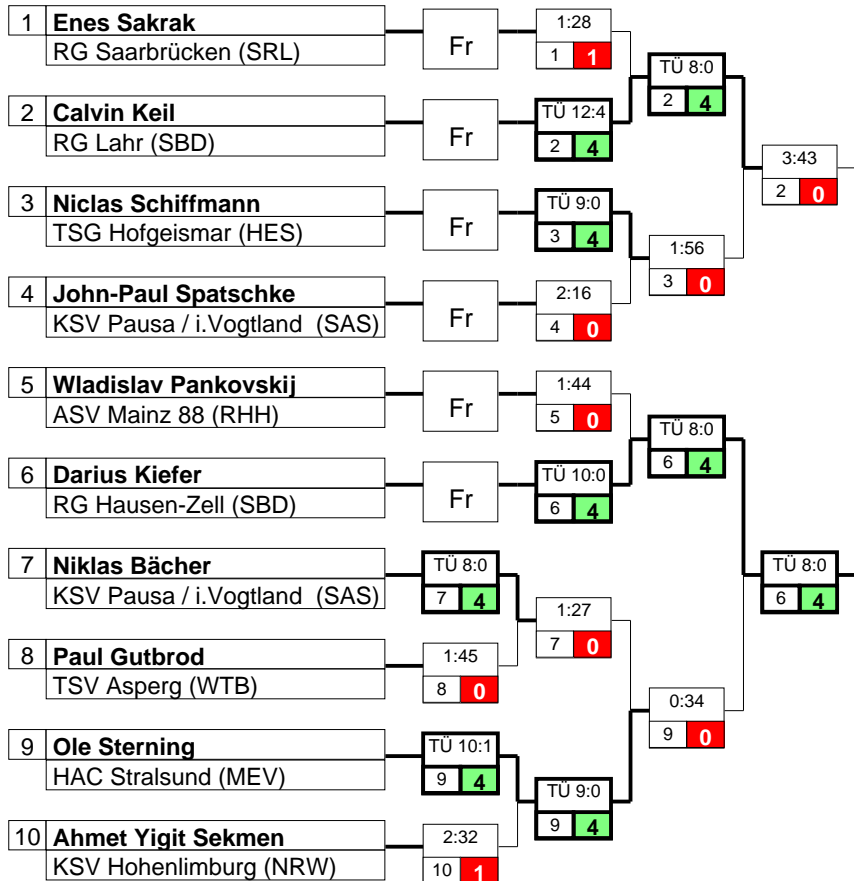 1 Enes Sakrak
RG Saarbrücken (SRL)
Fr
1:28
1 1
TÜ 8:0
2 4
2 Calvin Keil
RG Lahr (SBD)
Fr
TÜ 12:4
2 4
3:43
2 0
3 Niclas Schiffmann
TSG Hofgeismar (HES)
Fr
TÜ 9:0
3 4
1:56
3 0
4 John-Paul Spatschke
KSV Pausa / i.Vogtland (SAS)
Fr
2:16
4 0
5 Wladislav Pankovskij
ASV Mainz 88 (RHH)
Fr
1:44
5 0
TÜ 8:0
6 4
6 Darius Kiefer
RG Hausen-Zell (SBD)
Fr
TÜ 10:0
6 4
7 Niklas Bächer
KSV Pausa / i.Vogtland (SAS)
TÜ 8:0
7 4
TÜ 8:0
6 4
1:27
7 0
8 Paul Gutbrod
TSV Asperg (WTB)
1:45
8 0
0:34
9 0
9 Ole Sterning
HAC Stralsund (MEV)
TÜ 10:1
9 4
TÜ 9:0
9 4
10 Ahmet Yigit Sekmen
KSV Hohenlimburg (NRW)
2:32
10 1